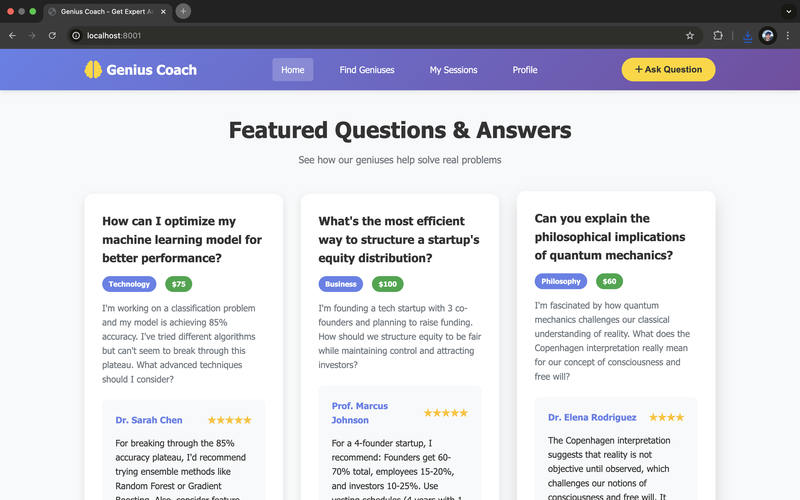 Genius Coach - Get Expert A
localhost:8001
Genius Coach
Home
Find Geniuses
My Sessions
Profile
+ Ask Question
Featured Questions & Answers
See how our geniuses help solve real problems
How can I optimize my
machine learning model for
better performance?
Technology
$75
I'm working on a classification problem
and my model is achieving 85%
accuracy. I've tried different algorithms
but can't seem to break through this
plateau. What advanced techniques
should I consider?
Dr. Sarah Chen
★★★★★
For breaking through the 85%
accuracy plateau, I'd recommend
trying ensemble methods like
Random Forest or Gradient
Boosting. Also, consider feature
What's the most efficient
way to structure a startup's
equity distribution?
Business
$100
I'm founding a tech startup with 3 co-
founders and planning to raise funding.
How should we structure equity to be fair
while maintaining control and attracting
investors?
Prof. Marcus
Johnson
★★★★★
For a 4-founder startup, I
recommend: Founders get 60-
70% total, employees 15-20%,
and investors 10-25%. Use
vesting schedules (4 years with 1
Can you explain the
philosophical implications
of quantum mechanics?
Philosophy
$60
I'm fascinated by how quantum
mechanics challenges our classical
understanding of reality. What does the
Copenhagen interpretation really mean
for our concept of consciousness and
free will?
Dr. Elena Rodriguez
★★★★
The Copenhagen interpretation
suggests that reality is not
objective until observed, which
challenges our notions of
consciousness and free will. It